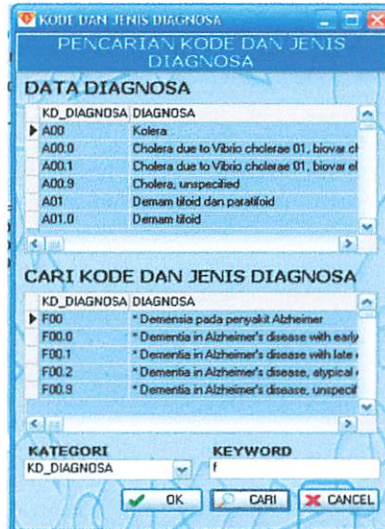 KODE DAN JENIS DIAGNOSA
PENCARIAN KODE DAN JENIS
DIAGNOSA
DATA DIAGNOSA
KD_DIAGNOSA DIAGNOSA
A00 Kolera
A00.0 Cholera due to Vibrio cholerae 01, biovar ch
A00.1 Cholera due to Vibrio cholerae 01, biovar el
A00.9 Cholera, unspecified
A01 Demam tifoid dan paratifoid
A01.0 Demam tifoid
CARI KODE DAN JENIS DIAGNOSA
KD_DIAGNOSA DIAGNOSA
F00 * Demensia pada penyakit Alzheimer
F00.0 * Dementia in Alzheimer's disease with early
F00.1 * Dementia in Alzheimer's disease with late
F00.2 * Dementia in Alzheimer's disease, atypical
F00.9 * Dementia in Alzheimer's disease, unspecif
KATEGORI KEYWORD
KD_DIAGNOSA f
OK CARI CANCEL